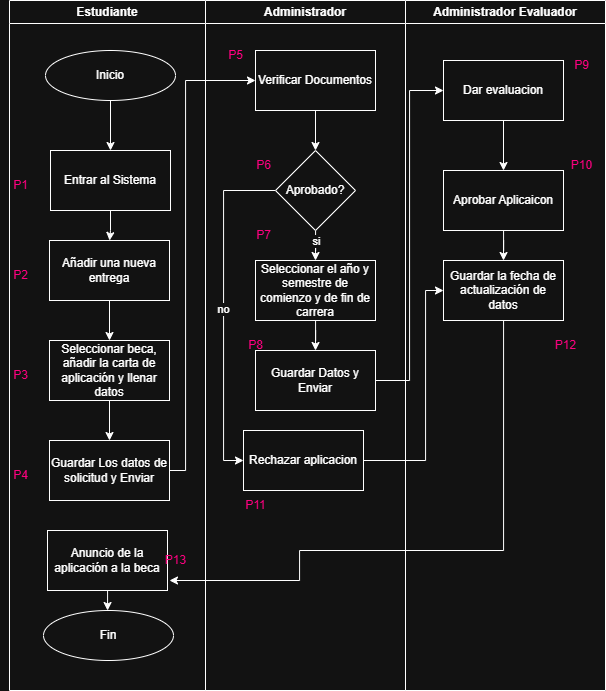 Estudiante
Administrador
Administrador Evaluador
Inicio
P1
Entrar al Sistema
P2
Añadir una nueva
entrega
P3
Seleccionar beca,
añadir la carta de
aplicación y llenar
datos
P4
Guardar Los datos de
solicitud y Enviar
P5
Verificar Documentos
P6
Aprobado?
P7
si
no
Seleccionar el año y
semestre de
comienzo y de fin de
carrera
P8
Guardar Datos y
Enviar
P9
Dar evaluacion
P10
Aprobar Aplicaicon
Guardar la fecha de
actualización de
datos
P12
Rechazar aplicacion
P11
Anuncio de la
aplicación a la beca
P13
Fin